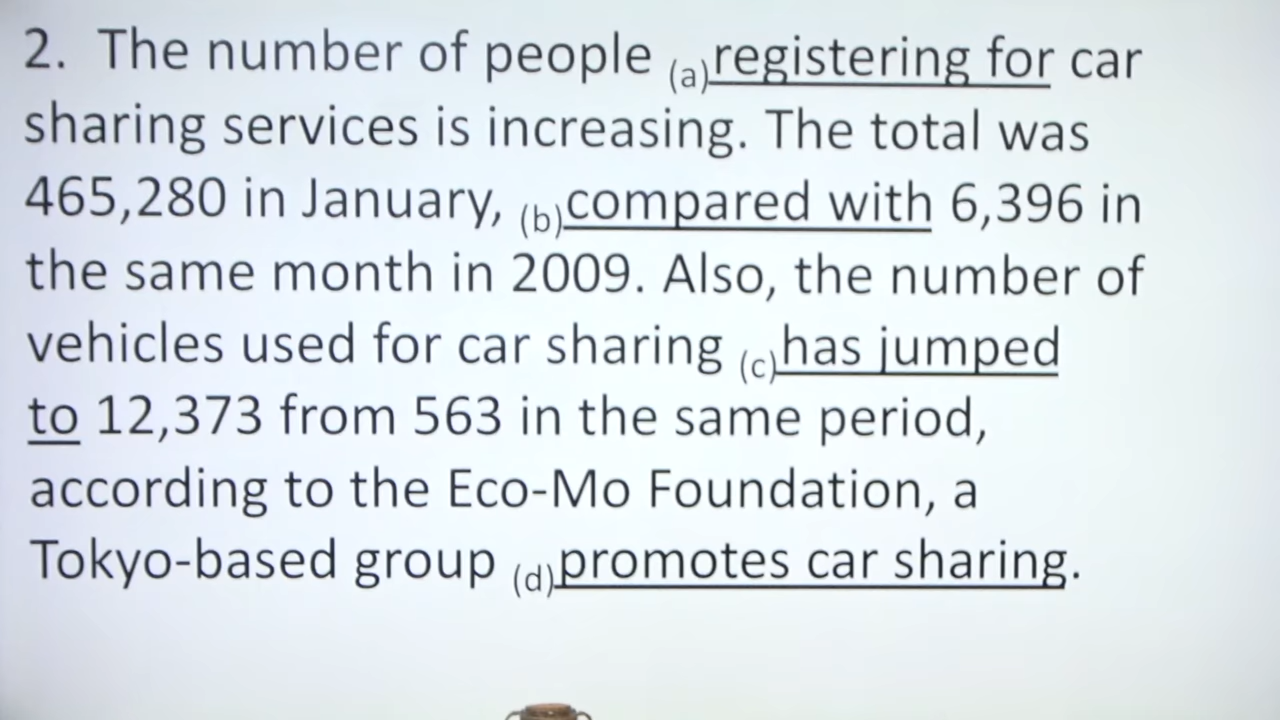 2. The number of people (a)registering for car
sharing services is increasing. The total was
465,280 in January, (b)compared with 6,396 in
the same month in 2009. Also, the number of
vehicles used for car sharing (c)has jumped
to 12,373 from 563 in the same period,
according to the Eco-Mo Foundation, a
Tokyo-based group (d)promotes car sharing.